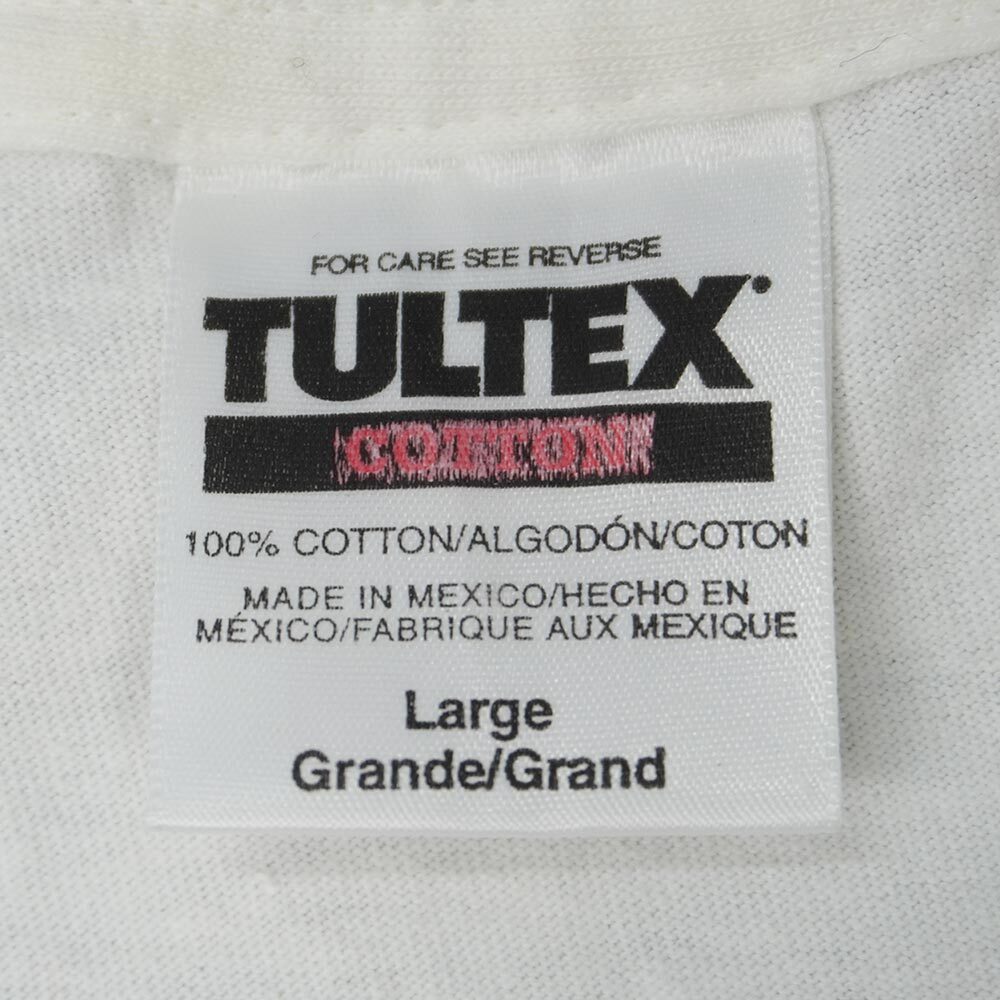 FOR CARE SEE REVERSE
TULTEX
COTTON
100% COTTON/ALGODÓN/COTON
MADE IN MEXICO/HECHO EN
MÉXICO/FABRIQUE AUX MEXIQUE
Large
Grande/Grand